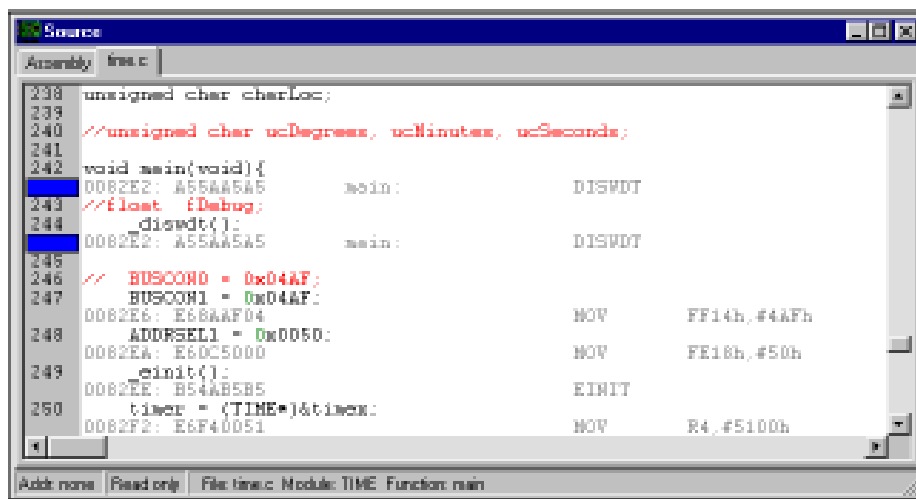 Source
Assembly time.c
238 unsigned char charLoc;
239
240 //unsigned char ucDegrees, ucMinutes, ucSeconds;
241
242 void main(void){
0082E2: A55AA5A5 main: DISWDT
243 //float fDebug;
244 _diswdt();
0082E2: A55AA5A5 main: DISWDT
245
246 // BUSCON0 = 0x04AF;
247 BUSCON1 = 0x04AF;
0082E6: E68AAF04 MOV FF14h,#4AFh
248 ADDRSEL1 = 0x0050;
0082EA: E60C5000 MOV FE18h,#50h
249 _einit();
0082EE: B54AB5B5 EINIT
250 timer = (TIME*)&timex;
0082F2: E6F40051 MOV R4,#5100h
Addr: none Read only File: time.c Module: TIME Function: main